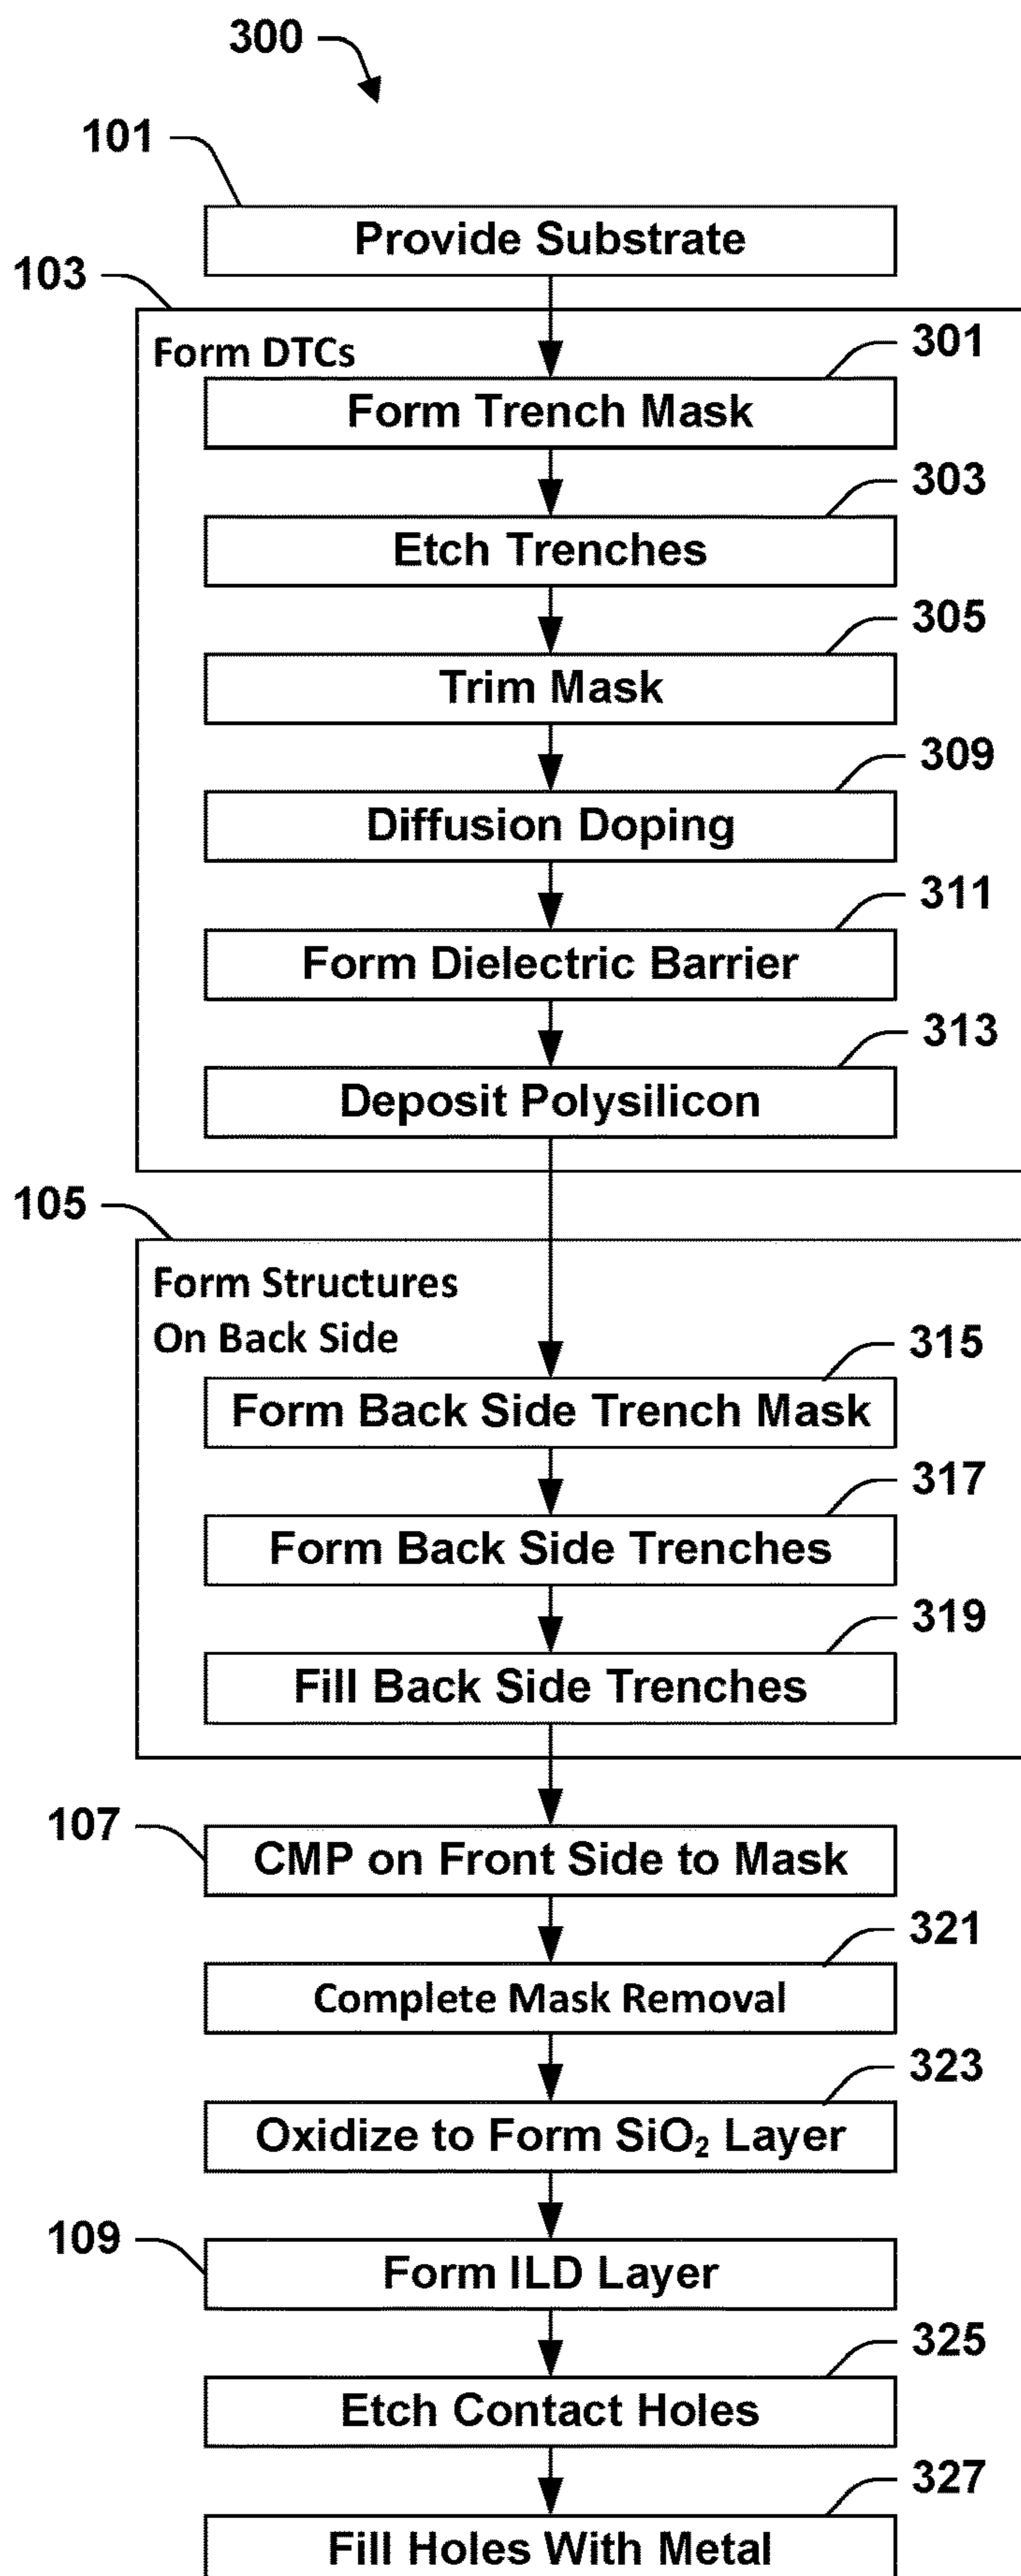 300
101
Provide Substrate
103
Form DTCs
301
Form Trench Mask
303
Etch Trenches
305
Trim Mask
309
Diffusion Doping
311
Form Dielectric Barrier
313
Deposit Polysilicon
105
Form Structures
On Back Side
315
Form Back Side Trench Mask
317
Form Back Side Trenches
319
Fill Back Side Trenches
107
CMP on Front Side to Mask
321
Complete Mask Removal
323
Oxidize to Form SiO₂ Layer
109
Form ILD Layer
325
Etch Contact Holes
327
Fill Holes With Metal